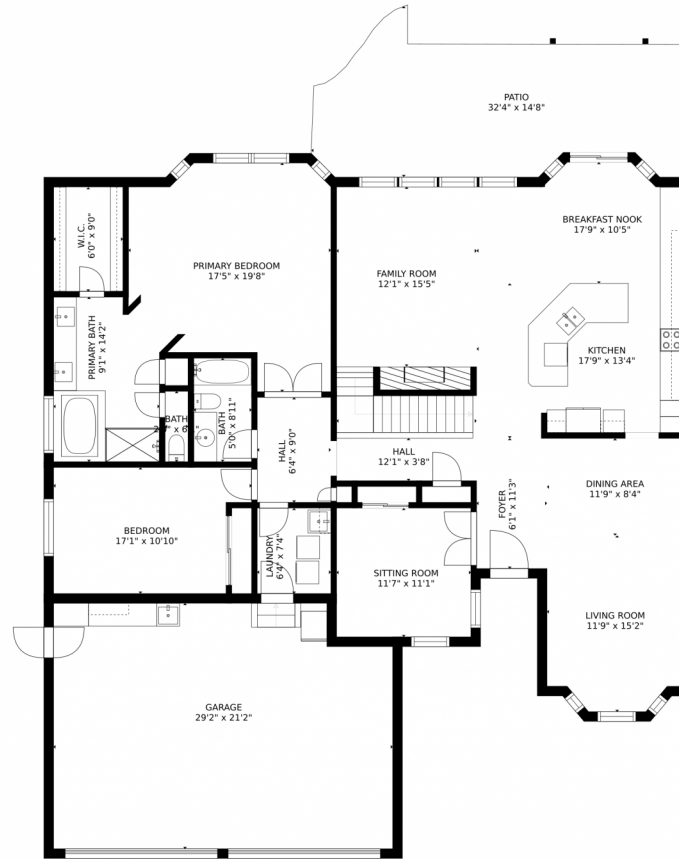 PATIO
32'4" x 14'8"
W.I.C.
6'0" x 9'0"
PRIMARY BEDROOM
17'5" x 19'8"
FAMILY ROOM
12'1" x 15'5"
BREAKFAST NOOK
17'9" x 10'5"
PRIMARY BATH
9'1" x 14'2"
KITCHEN
17'9" x 13'4"
BATH
BATH
5'0" x 8'11"
HALL
6'4" x 9'0"
HALL
12'1" x 3'8"
DINING AREA
11'9" x 8'4"
FOYER
6'1" x 11'3"
BEDROOM
17'1" x 10'10"
LAUNDRY
6'4" x 7'4"
SITTING ROOM
11'7" x 11'1"
LIVING ROOM
11'9" x 15'2"
GARAGE
29'2" x 21'2"